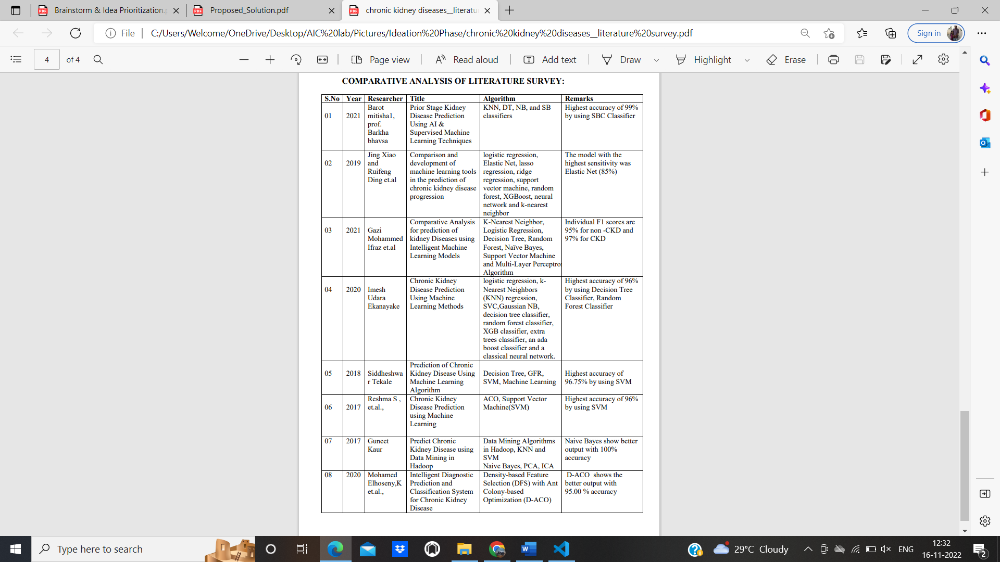 Brainstorm & Idea Prioritization.
Proposed_Solution.pdf
chronic kidney diseases__literatu
File
C:/Users/Welcome/OneDrive/Desktop/AIC%20lab/Pictures/Ideation%20Phase/chronic%20kidney%20diseases__literature%20survey.pdf
Sign in
4 of 4
Page view
Read aloud
Add text
Draw
Highlight
Erase
COMPARATIVE ANALYSIS OF LITERATURE SURVEY:
S.No Year Researcher Title Algorithm Remarks
01
2021
Barot
mitisha1,
prof.
Barkha
bhavsa
Prior Stage Kidney
Disease Prediction
Using AI &
Supervised Machine
Learning Techniques
KNN, DT, NB, and SB
classifiers
Highest accuracy of 99%
by using SBC Classifier
02
2019
Jing Xiao
and
Ruifeng
Ding et.al
Comparison and
development of
machine learning tools
in the prediction of
chronic kidney disease
progression
logistic regression,
Elastic Net, lasso
regression, ridge
regression, support
vector machine, random
forest, XGBoost, neural
network and k-nearest
neighbor
The model with the
highest sensitivity was
Elastic Net (85%)
03
2021
Gazi
Mohammed
Ifraz et.al
Comparative Analysis
for prediction of
kidney Diseases using
Intelligent Machine
Learning Models
K-Nearest Neighbor,
Logistic Regression,
Decision Tree, Random
Forest, Naïve Bayes,
Support Vector Machine
and Multi-Layer Perceptro
Algorithm
Individual F1 scores are
95% for non -CKD and
97% for CKD
04
2020
Imesh
Udara
Ekanayake
Chronic Kidney
Disease Prediction
Using Machine
Learning Methods
logistic regression, k-
Nearest Neighbors
(KNN) regression,
SVC,Gaussian NB,
decision tree classifier,
random forest classifier,
XGB classifier, extra
trees classifier, an ada
boost classifier and a
classical neural network.
Highest accuracy of 96%
by using Decision Tree
Classifier, Random
Forest Classifier
05
2018
Siddheshwa
r Tekale
Prediction of Chronic
Kidney Disease Using
Machine Learning
Algorithm
Decision Tree, GFR,
SVM, Machine Learning
Highest accuracy of
96.75% by using SVM
06
2017
Reshma S ,
et.al.,
Chronic Kidney
Disease Prediction
using Machine
Learning
ACO, Support Vector
Machine(SVM)
Highest accuracy of 96%
by using SVM
07
2017
Guneet
Kaur
Predict Chronic
Kidney Disease using
Data Mining in
Hadoop
Data Mining Algorithms
in Hadoop, KNN and
SVM
Naive Bayes, PCA, ICA
Naive Bayes show better
output with 100%
accuracy
08
2020
Mohamed
Elhoseny,K
et.al.,
Intelligent Diagnostic
Prediction and
Classification System
for Chronic Kidney
Disease
Density-based Feature
Selection (DFS) with Ant
Colony-based
Optimization (D-ACO)
D-ACO shows the
better output with
95.00 % accuracy
Type here to search
29°C Cloudy
ENG
12:32
16-11-2022
2